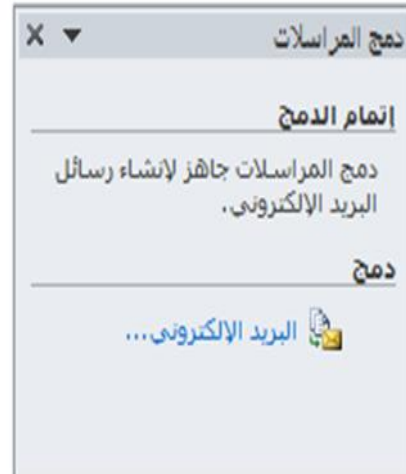 دمج المراسلات
إتمام الدمج
دمج المراسلات جاهز لإنشاء رسائل
البريد الإلكتروني.
دمج
البريد الإلكتروني...